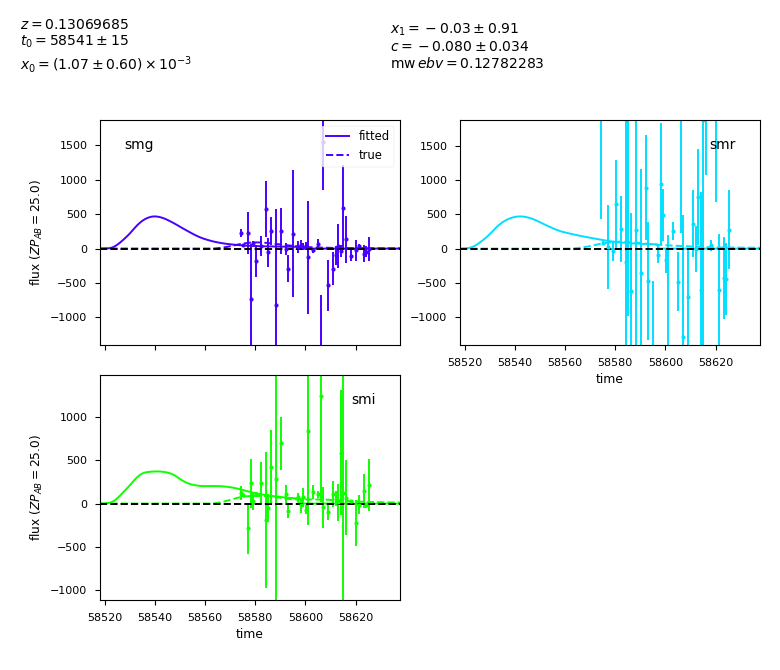 z = 0.13069685
t₀ = 58541 ± 15
x₀ = (1.07 ± 0.60) × 10⁻³
x₁ = −0.03 ± 0.91
c = −0.080 ± 0.034
mw ebv = 0.12782283
smg
fitted
true
1500
1000
500
0
−500
−1000
flux (ZP_AB = 25.0)
smr
1500
1000
500
0
−500
−1000
58520 58540 58560 58580 58600 58620
time
smi
1000
500
0
−500
−1000
flux (ZP_AB = 25.0)
58520 58540 58560 58580 58600 58620
time